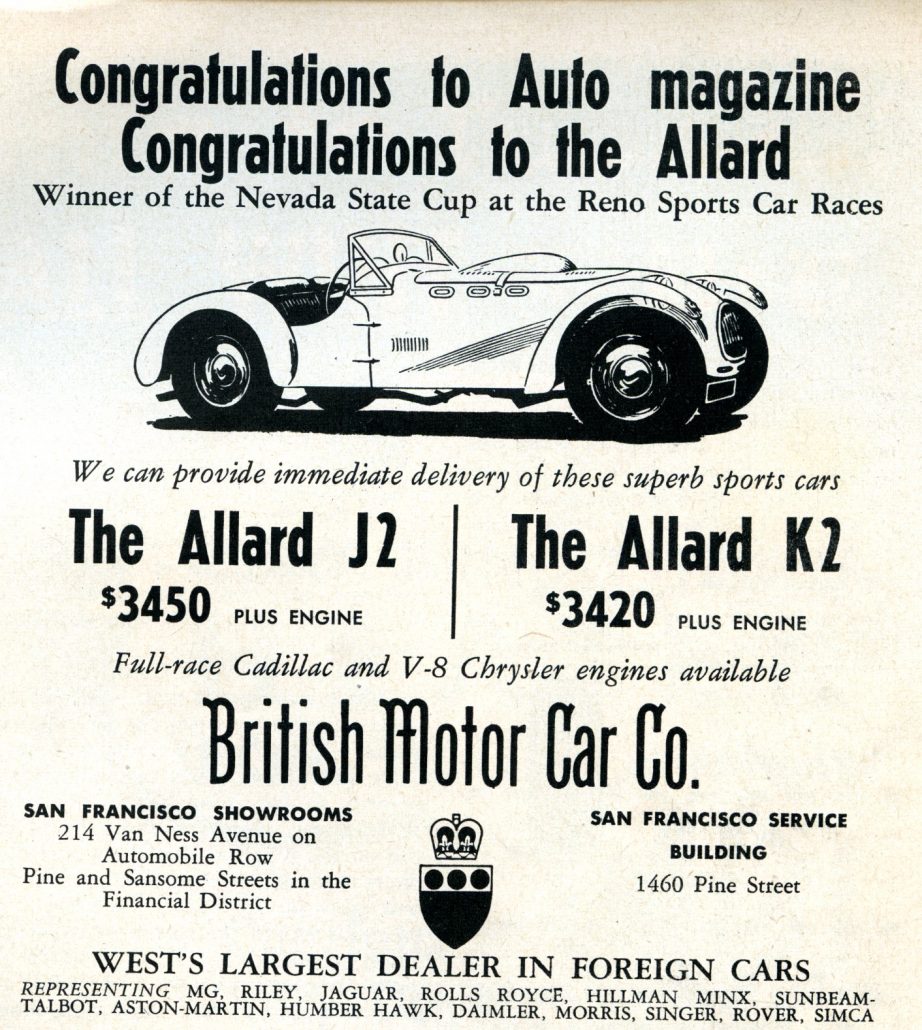 Congratulations to Auto magazine
Congratulations to the Allard
Winner of the Nevada State Cup at the Reno Sports Car Races
We can provide immediate delivery of these superb sports cars
The Allard J2
$3450 PLUS ENGINE
The Allard K2
$3420 PLUS ENGINE
Full-race Cadillac and V-8 Chrysler engines available
British Motor Car Co.
SAN FRANCISCO SHOWROOMS
214 Van Ness Avenue on
Automobile Row
Pine and Sansome Streets in the
Financial District
SAN FRANCISCO SERVICE
BUILDING
1460 Pine Street
WEST'S LARGEST DEALER IN FOREIGN CARS
REPRESENTING MG, RILEY, JAGUAR, ROLLS ROYCE, HILLMAN MINX, SUNBEAM-
TALBOT, ASTON-MARTIN, HUMBER HAWK, DAIMLER, MORRIS, SINGER, ROVER, SIMCA